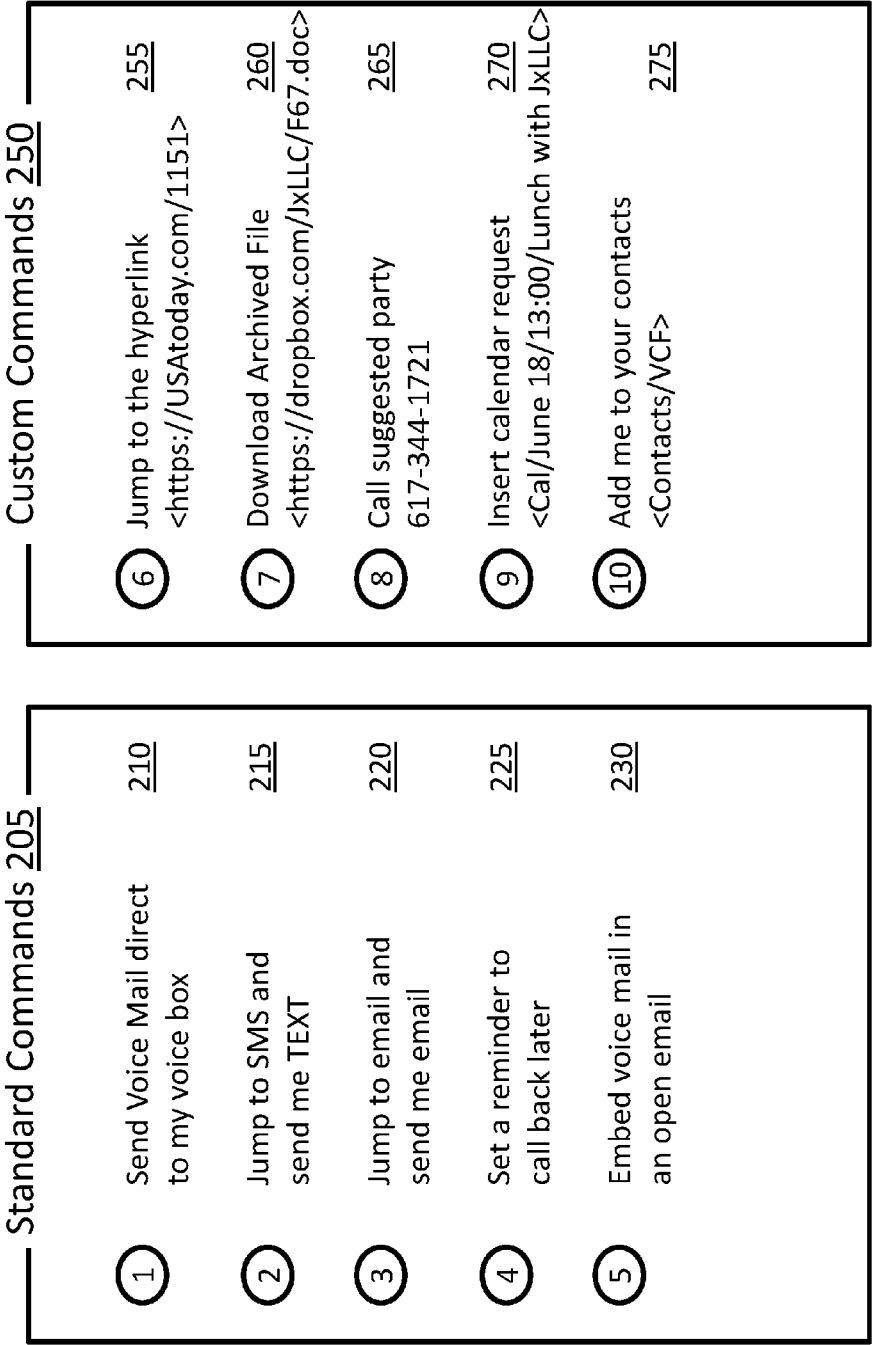 Standard Commands 205
1 Send Voice Mail direct 210
to my voice box
2 Jump to SMS and 215
send me TEXT
3 Jump to email and 220
send me email
4 Set a reminder to 225
call back later
5 Embed voice mail in 230
an open email
Custom Commands 250
6 Jump to the hyperlink 255
<https://USAtoday.com/1151>
7 Download Archived File 260
<https://dropbox.com/JxLLC/F67.doc>
8 Call suggested party 265
617-344-1721
9 Insert calendar request 270
<Cal/June 18/13:00/Lunch with JxLLC>
10 Add me to your contacts 275
<Contacts/VCF>